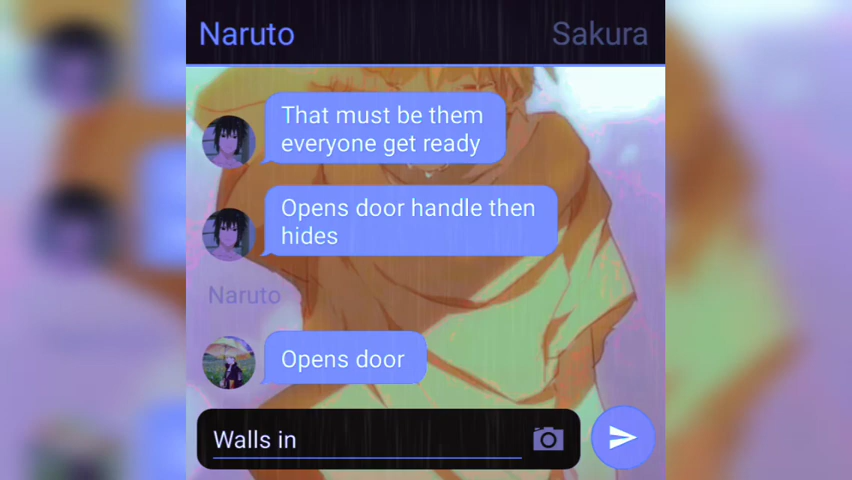 Naruto Sakura
That must be them
everyone get ready
Opens door handle then
hides
Naruto
Opens door
Walls in